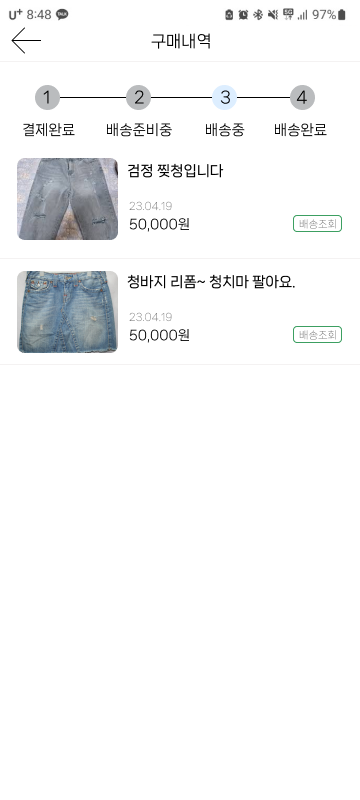 U+ 8:48 TALK 5G 97%
구매내역
1 2 3 4
결제완료 배송준비중 배송중 배송완료
검정 찢청입니다
23.04.19
50,000원 배송조회
청바지 리폼~ 청치마 팔아요.
23.04.19
50,000원 배송조회